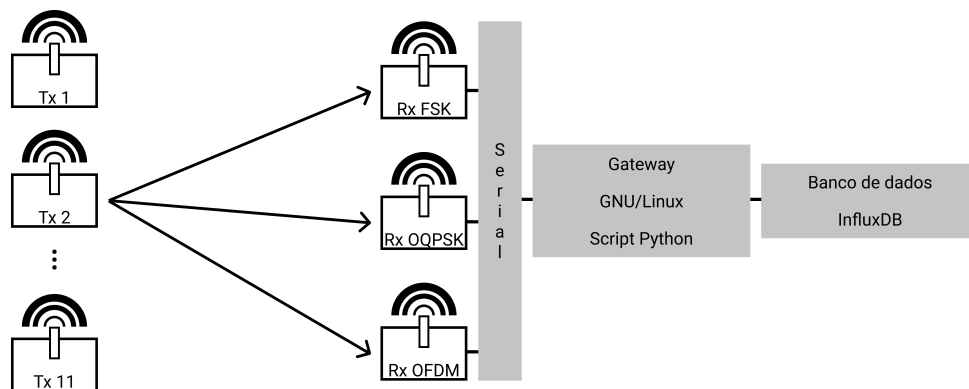 Tx 1
Tx 2
Tx 11
Rx FSK
Rx OQPSK
Rx OFDM
Serial
Gateway
GNU/Linux
Script Python
Banco de dados
InfluxDB